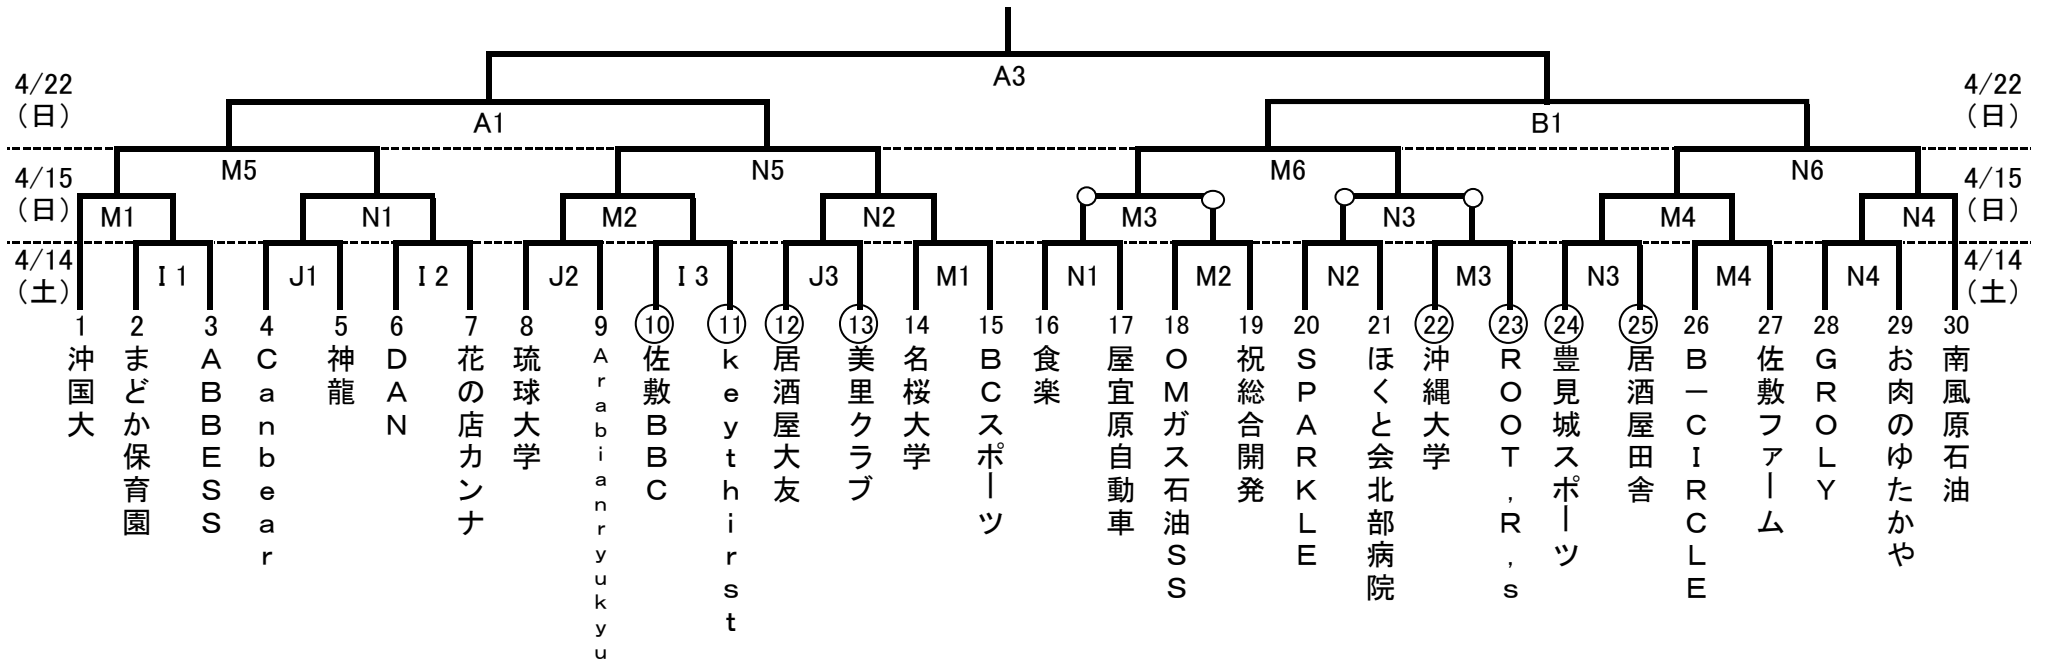 A3
4/22
（日）
4/22
（日）
A1
B1
M5
N5
M6
N6
4/15
（日）
4/15
（日）
M1
N1
M2
N2
M3
N3
M4
N4
4/14
（土）
4/14
（土）
I1
J1
I2
J2
I3
J3
M1
N1
M2
N2
M3
N3
M4
N4
1
沖国大
2
まどか保育園
3
ABBESS
4
Canbear
5
神龍
6
DAN
7
花の店カンナ
8
琉球大学
9
Arabianryukyu
⑩
佐敷BBC
⑪
keythirst
⑫
居酒屋大友
⑬
美里クラブ
14
名桜大学
15
BCスポーツ
16
食楽
17
屋宜原自動車
18
OMガス石油SS
19
祝総合開発
20
SPARKLE
21
ほくと会北部病院
㉒
沖縄大学
㉓
ROOT,R,s
㉔
豊見城スポーツ
㉕
居酒屋田舎
26
B－CIRCLE
27
佐敷ファーム
28
GROLY
29
お肉のゆたかや
30
南風原石油